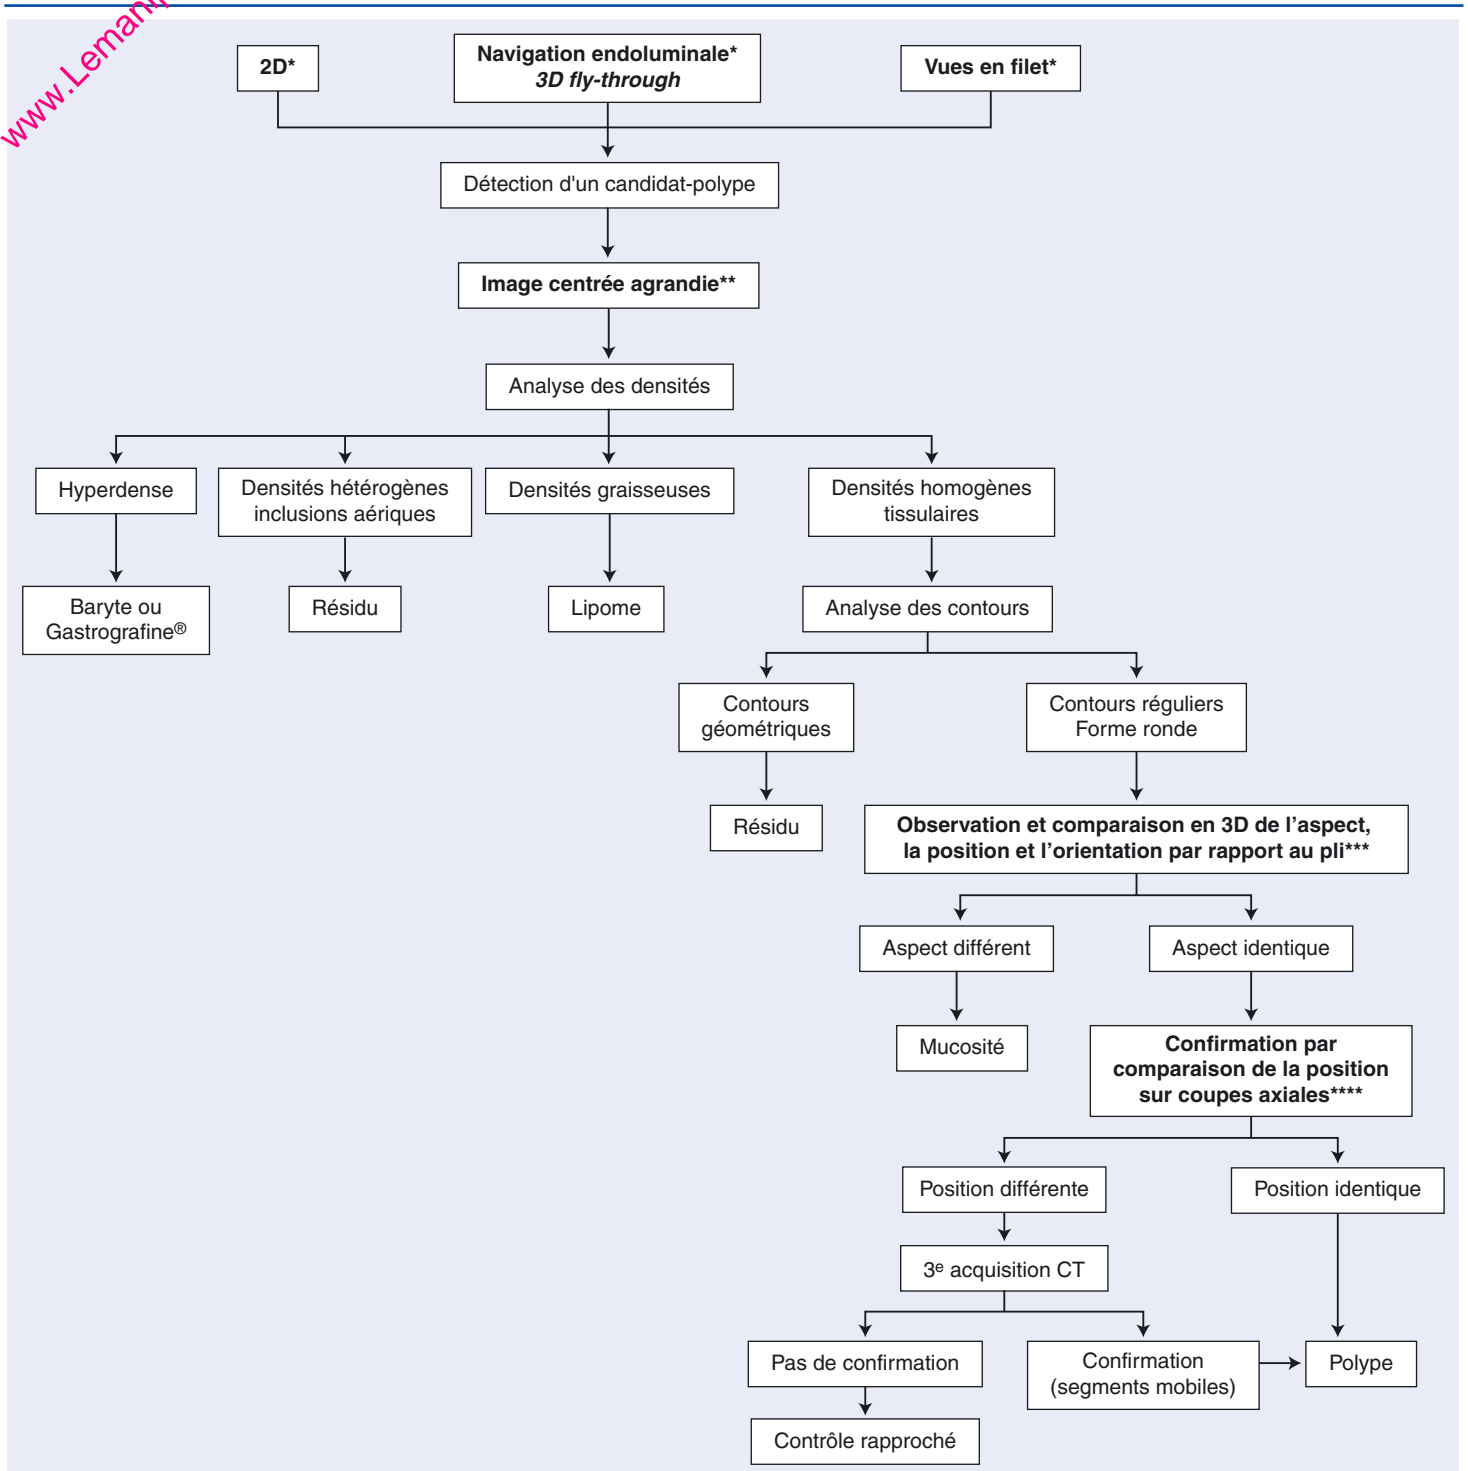 www.Leman
2D*
Navigation endoluminale*
3D fly-through
Vues en filet*
Détection d'un candidat-polype
Image centrée agrandie**
Analyse des densités
Hyperdense
Densités hétérogènes
inclusions aériques
Densités graisseuses
Densités homogènes
tissulaires
Baryte ou
Gastrografine®
Résidu
Lipome
Analyse des contours
Contours
géométriques
Contours réguliers
Forme ronde
Résidu
Observation et comparaison en 3D de l’aspect,
la position et l’orientation par rapport au pli***
Aspect différent
Aspect identique
Mucosité
Confirmation par
comparaison de la position
sur coupes axiales****
Position différente
Position identique
3e acquisition CT
Pas de confirmation
Confirmation
(segments mobiles)
Polype
Contrôle rapproché